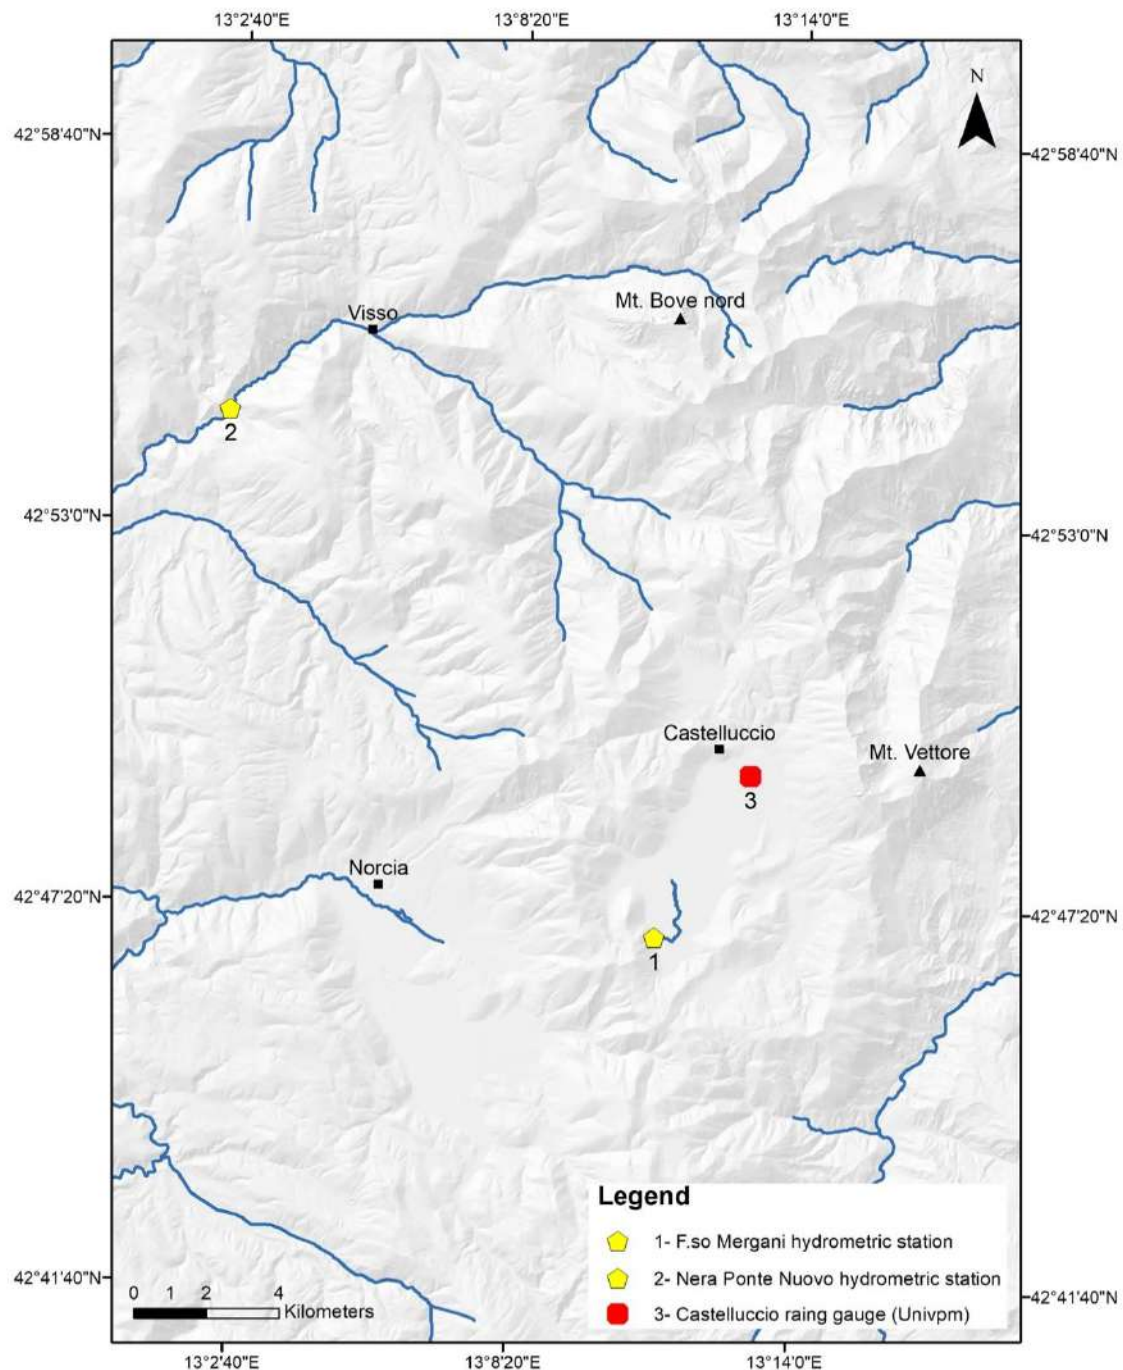 13°2'40"E 13°8'20"E 13°14'0"E
42°58'40"N
N
42°58'40"N
Mt. Bove nord
Visso
2
42°53'0"N
42°53'0"N
Castelluccio
Mt. Vettore
3
Norcia
42°47'20"N
42°47'20"N
1
Legend
1- F.so Mergani hydrometric station
2- Nera Ponte Nuovo hydrometric station
3- Castelluccio raing gauge (Univpm)
42°41'40"N
42°41'40"N
0 1 2 4
Kilometers
13°2'40"E 13°8'20"E 13°14'0"E